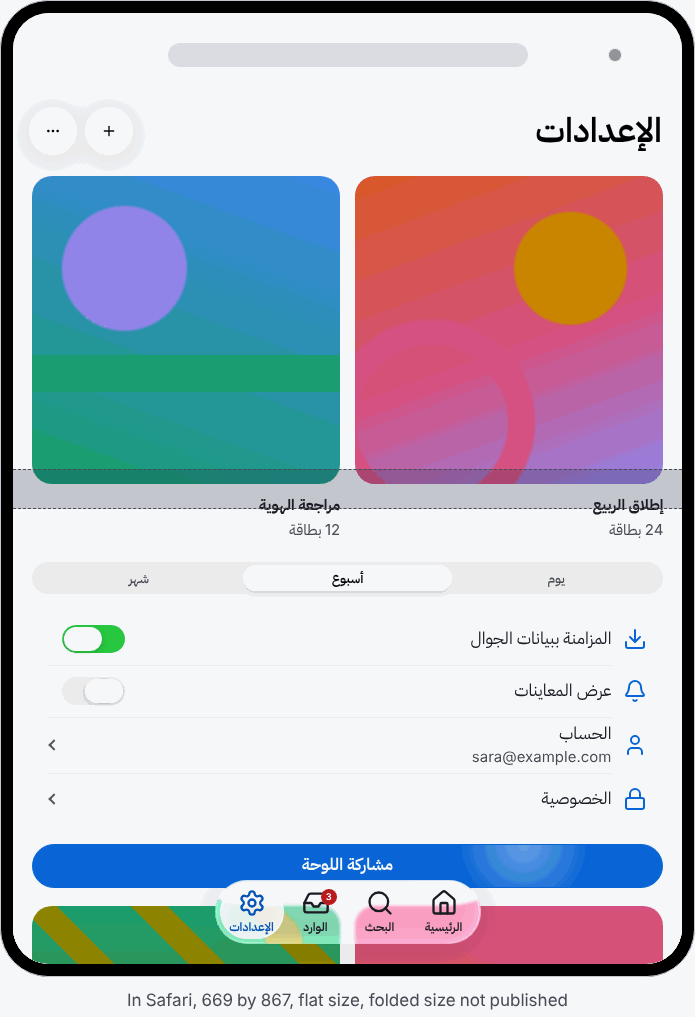 الإعدادات
إطلاق الربيع
24 بطاقة
مراجعة الهوية
12 بطاقة
يوم
أسبوع
شهر
المزامنة ببيانات الجوال
عرض المعاينات
الحساب
sara@example.com
الخصوصية
مشاركة اللوحة
الرئيسية
البحث
3
الوارد
الإعدادات
In Safari, 669 by 867, flat size, folded size not published